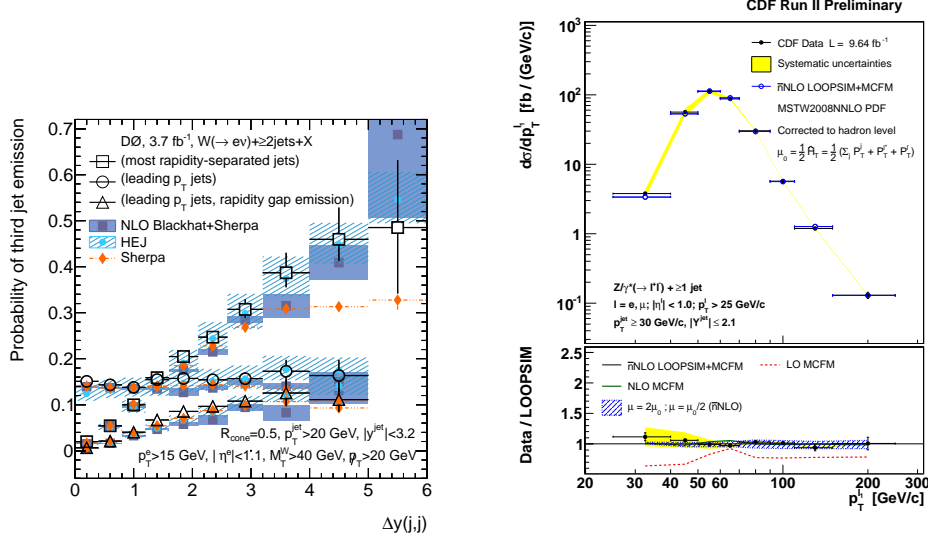 0.7
0.6
0.5
0.4
0.3
0.2
0.1
0
0 1 2 3 4 5 6
Probability of third jet emission
Δy(j,j)
DØ, 3.7 fb⁻¹, W(→ eν)+≥2jets+X
(most rapidity-separated jets)
(leading p_T jets)
(leading p_T jets, rapidity gap emission)
NLO Blackhat+Sherpa
HEJ
Sherpa
R_cone=0.5, p_T^jet>20 GeV, |y^jet|<3.2
p_T^e>15 GeV, | η^e|<1.1, M_T^W>40 GeV, p̸_T>20 GeV
CDF Run II Preliminary
dσ/dp_T^l₁ [fb / (GeV/c)]
10³
10²
10
1
10⁻¹
CDF Data L = 9.64 fb⁻¹
Systematic uncertainties
n̄NLO LOOPSIM+MCFM
MSTW2008NNLO PDF
Corrected to hadron level
μ₀ = ½ Ĥ_T = ½ (Σ_j P_T^j + P_T^l⁺ + P_T^l⁻)
Z/γ*(→ l⁺l⁻) + ≥1 jet
l = e, μ; |η^l| < 1.0; p_T^l > 25 GeV/c
p_T^jet ≥ 30 GeV/c, |Y^jet| ≤ 2.1
Data / LOOPSIM
2.5
2
1.5
1
n̄NLO LOOPSIM+MCFM
LO MCFM
NLO MCFM
μ = 2μ₀ ; μ = μ₀/2 (n̄NLO)
20 30 40 50 60 100 200 300
p_T^l₁ [GeV/c]